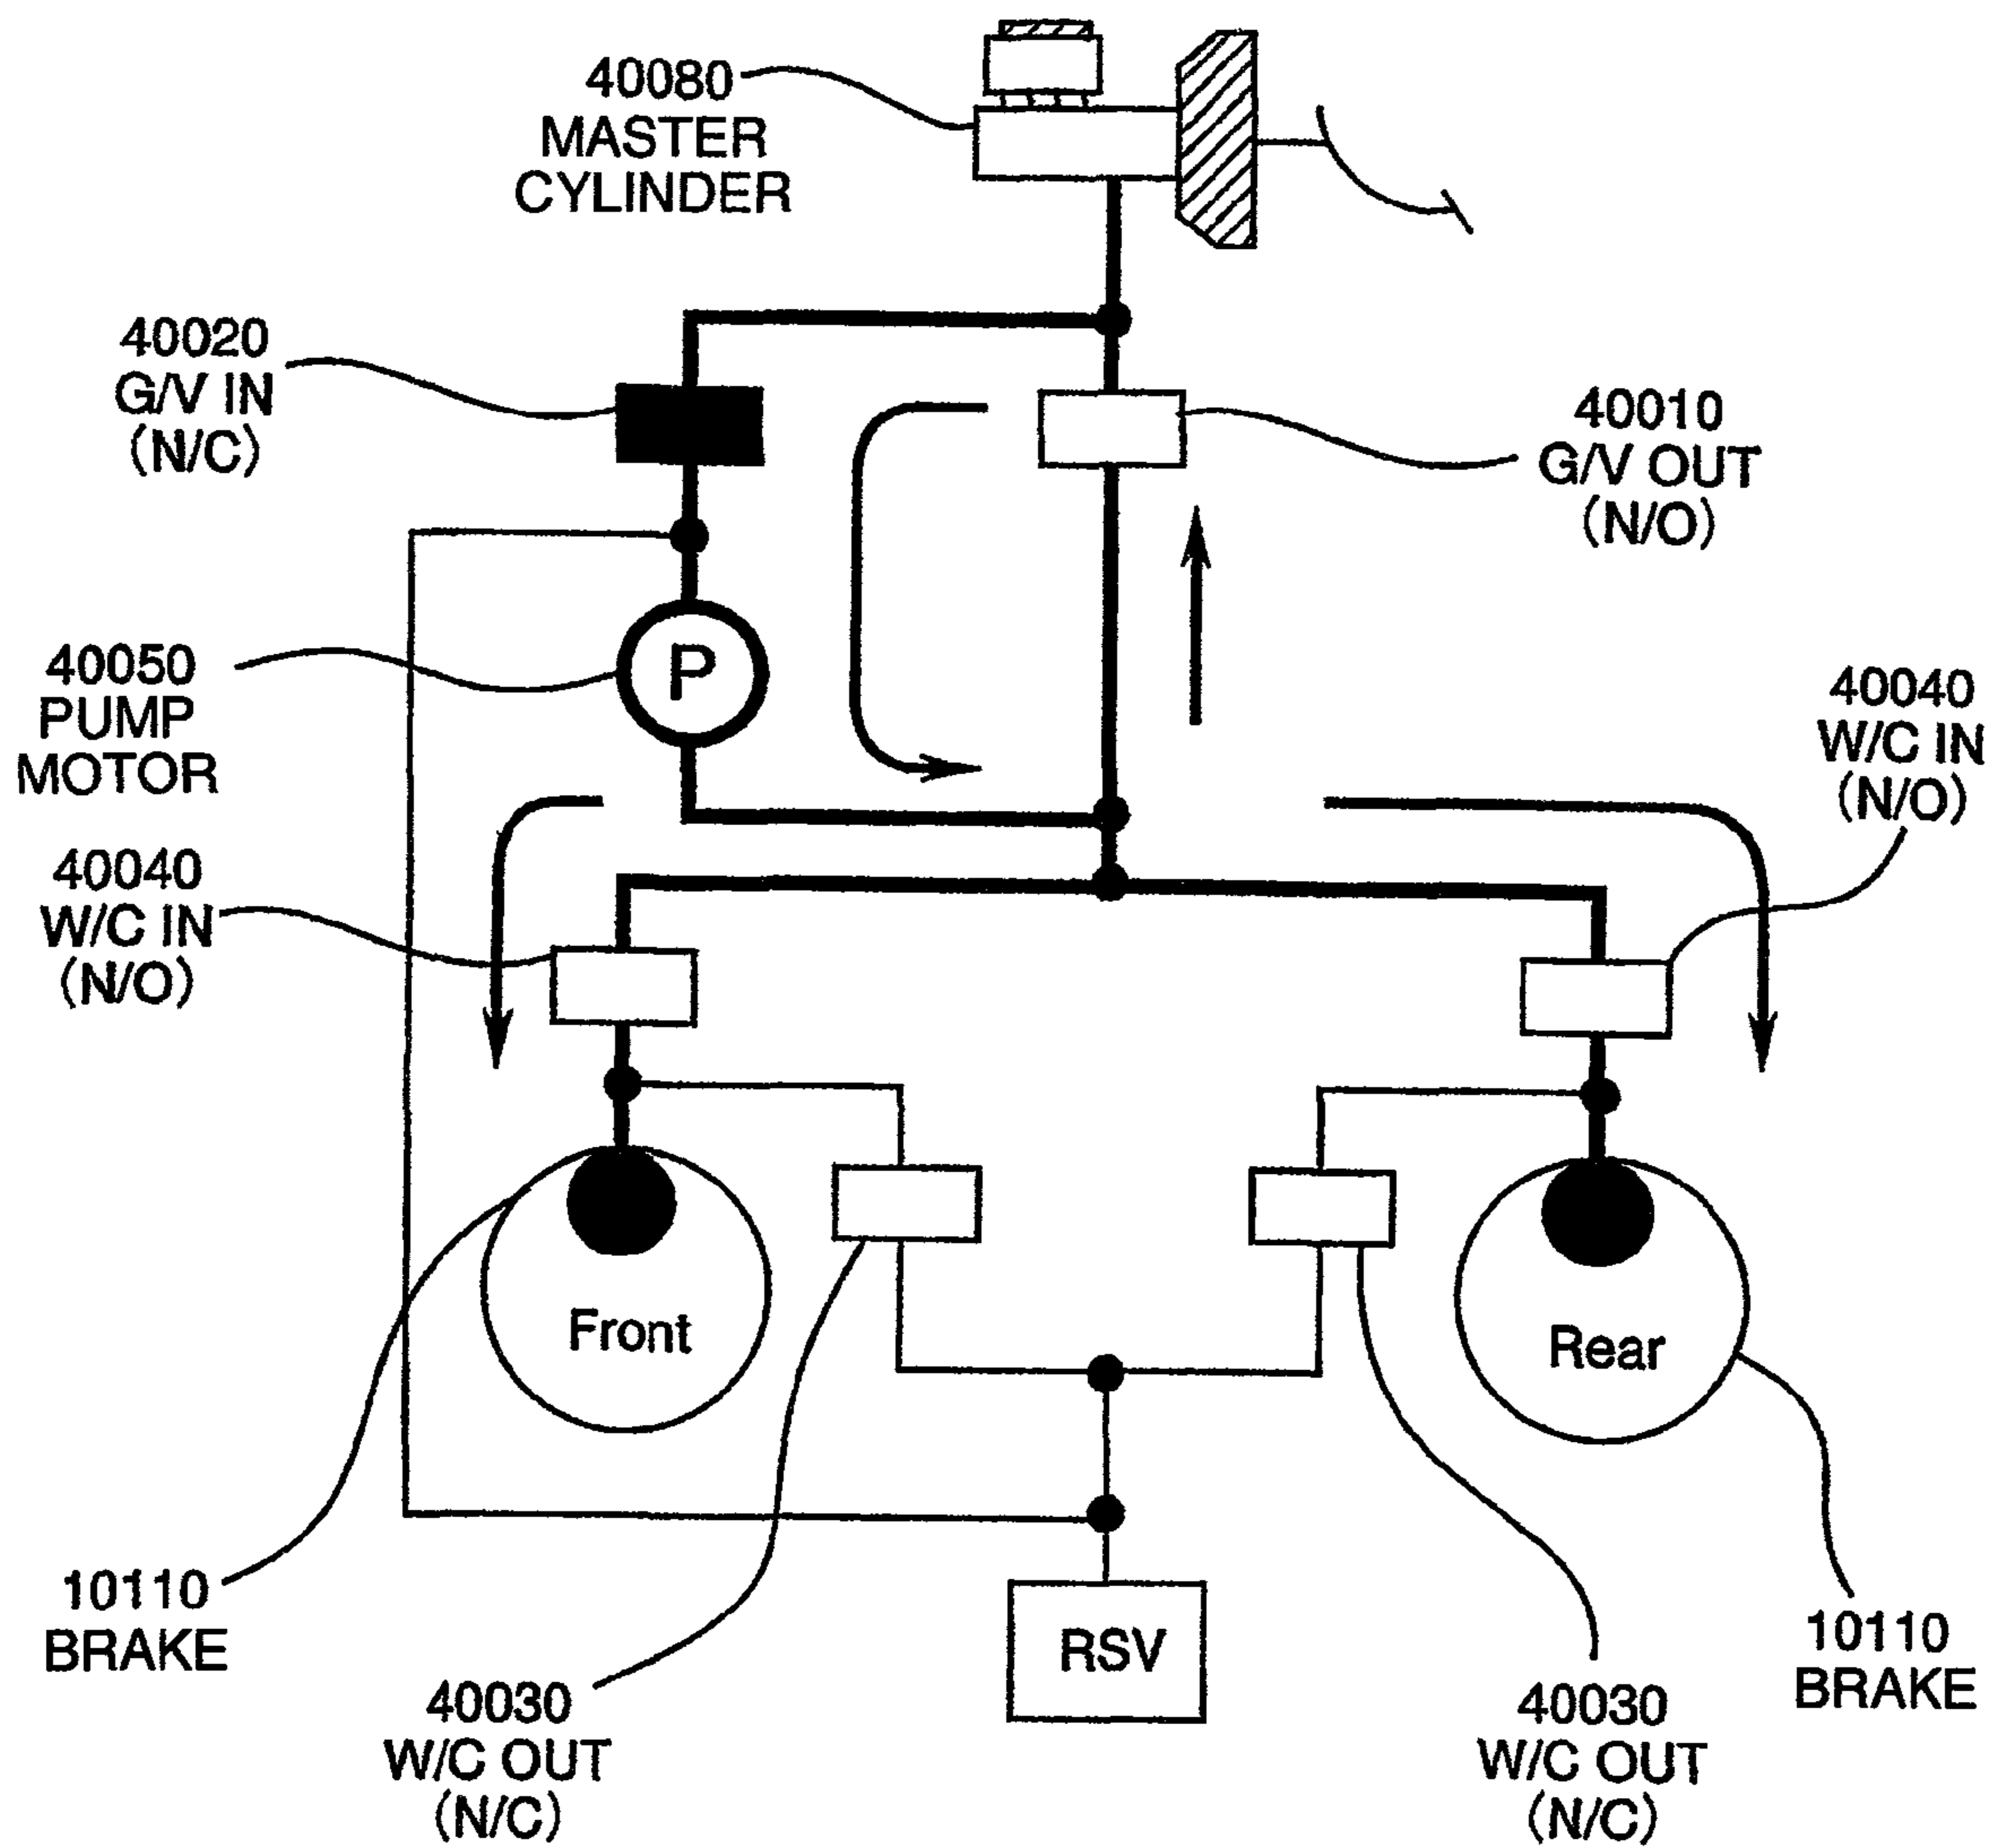 40080
MASTER
CYLINDER
40020
G/V IN
(N/C)
40010
G/V OUT
(N/O)
40050
PUMP
MOTOR
P
40040
W/C IN
(N/O)
40040
W/C IN
(N/O)
Front
Rear
10110
BRAKE
RSV
10110
BRAKE
40030
W/C OUT
(N/C)
40030
W/C OUT
(N/C)